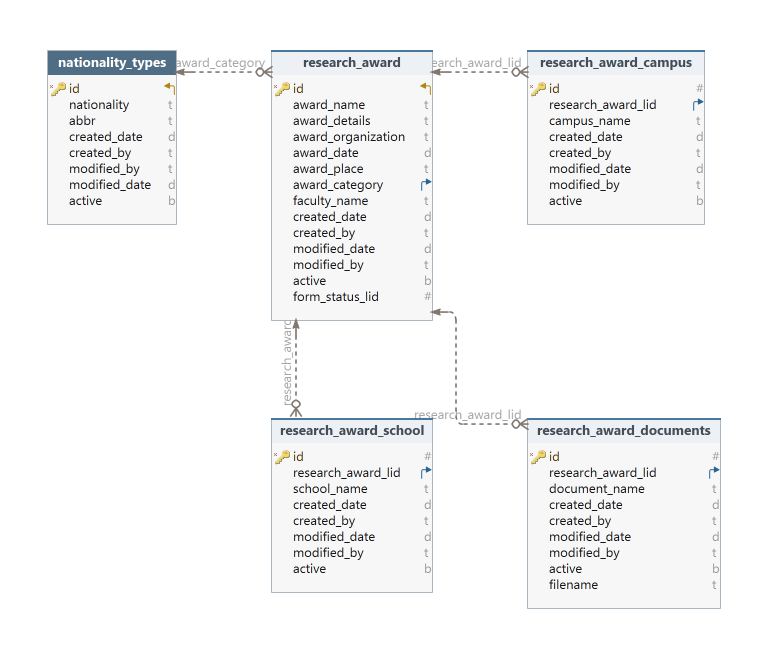 nationality_types
id
nationality t
abbr t
created_date d
created_by t
modified_by t
modified_date d
active b
award_category
research_award
id
award_name t
award_details t
award_organization t
award_date d
award_place t
award_category
faculty_name t
created_date d
created_by t
modified_date d
modified_by t
active b
form_status_lid #
research_award_lid
research_award_campus
id #
research_award_lid
campus_name t
created_date d
created_by t
modified_date d
modified_by t
active b
research_award
research_award_school
id #
research_award_lid
school_name t
created_date d
created_by t
modified_date d
modified_by t
active b
research_award_lid
research_award_documents
id #
research_award_lid
document_name t
created_date d
created_by t
modified_date d
modified_by t
active b
filename t